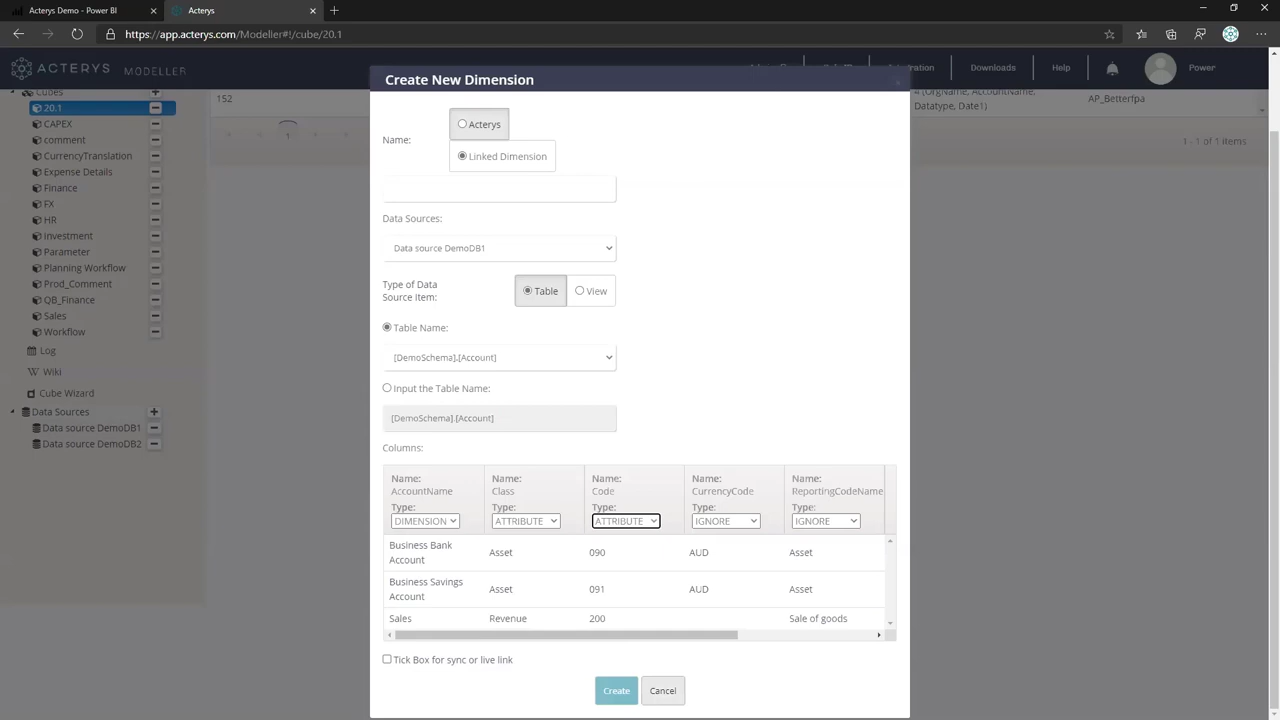 Acterys Demo - Power BI
Acterys
https://app.acterys.com/Modeller#!/cube/20.1
ACTERYS MODELLER
Downloads
Help
Power
Cubes
20.1
CAPEX
comment
CurrencyTranslation
Expense Details
Finance
FX
HR
Investment
Parameter
Planning Workflow
Prod_Comment
QB_Finance
Sales
Workflow
Log
Wiki
Cube Wizard
Data Sources
Data source DemoDB1
Data source DemoDB2
152
1
4 (OrgName, AccountName,
Datatype, Date1)
AP_Betterfpa
1 - 1 of 1 items
Create New Dimension
Name:
Acterys
Linked Dimension
Data Sources:
Data source DemoDB1
Type of Data
Source item:
Table
View
Table Name:
[DemoSchema].[Account]
Input the Table Name:
[DemoSchema].[Account]
Columns:
Name: Name: Name: Name: Name:
AccountName Class Code CurrencyCode ReportingCodeName
Type: Type: Type: Type: Type:
DIMENSION ATTRIBUTE ATTRIBUTE IGNORE IGNORE
Business Bank
Account
Asset 090 AUD Asset
Business Savings
Account
Asset 091 AUD Asset
Sales Revenue 200 Sale of goods
Tick Box for sync or live link
Create
Cancel